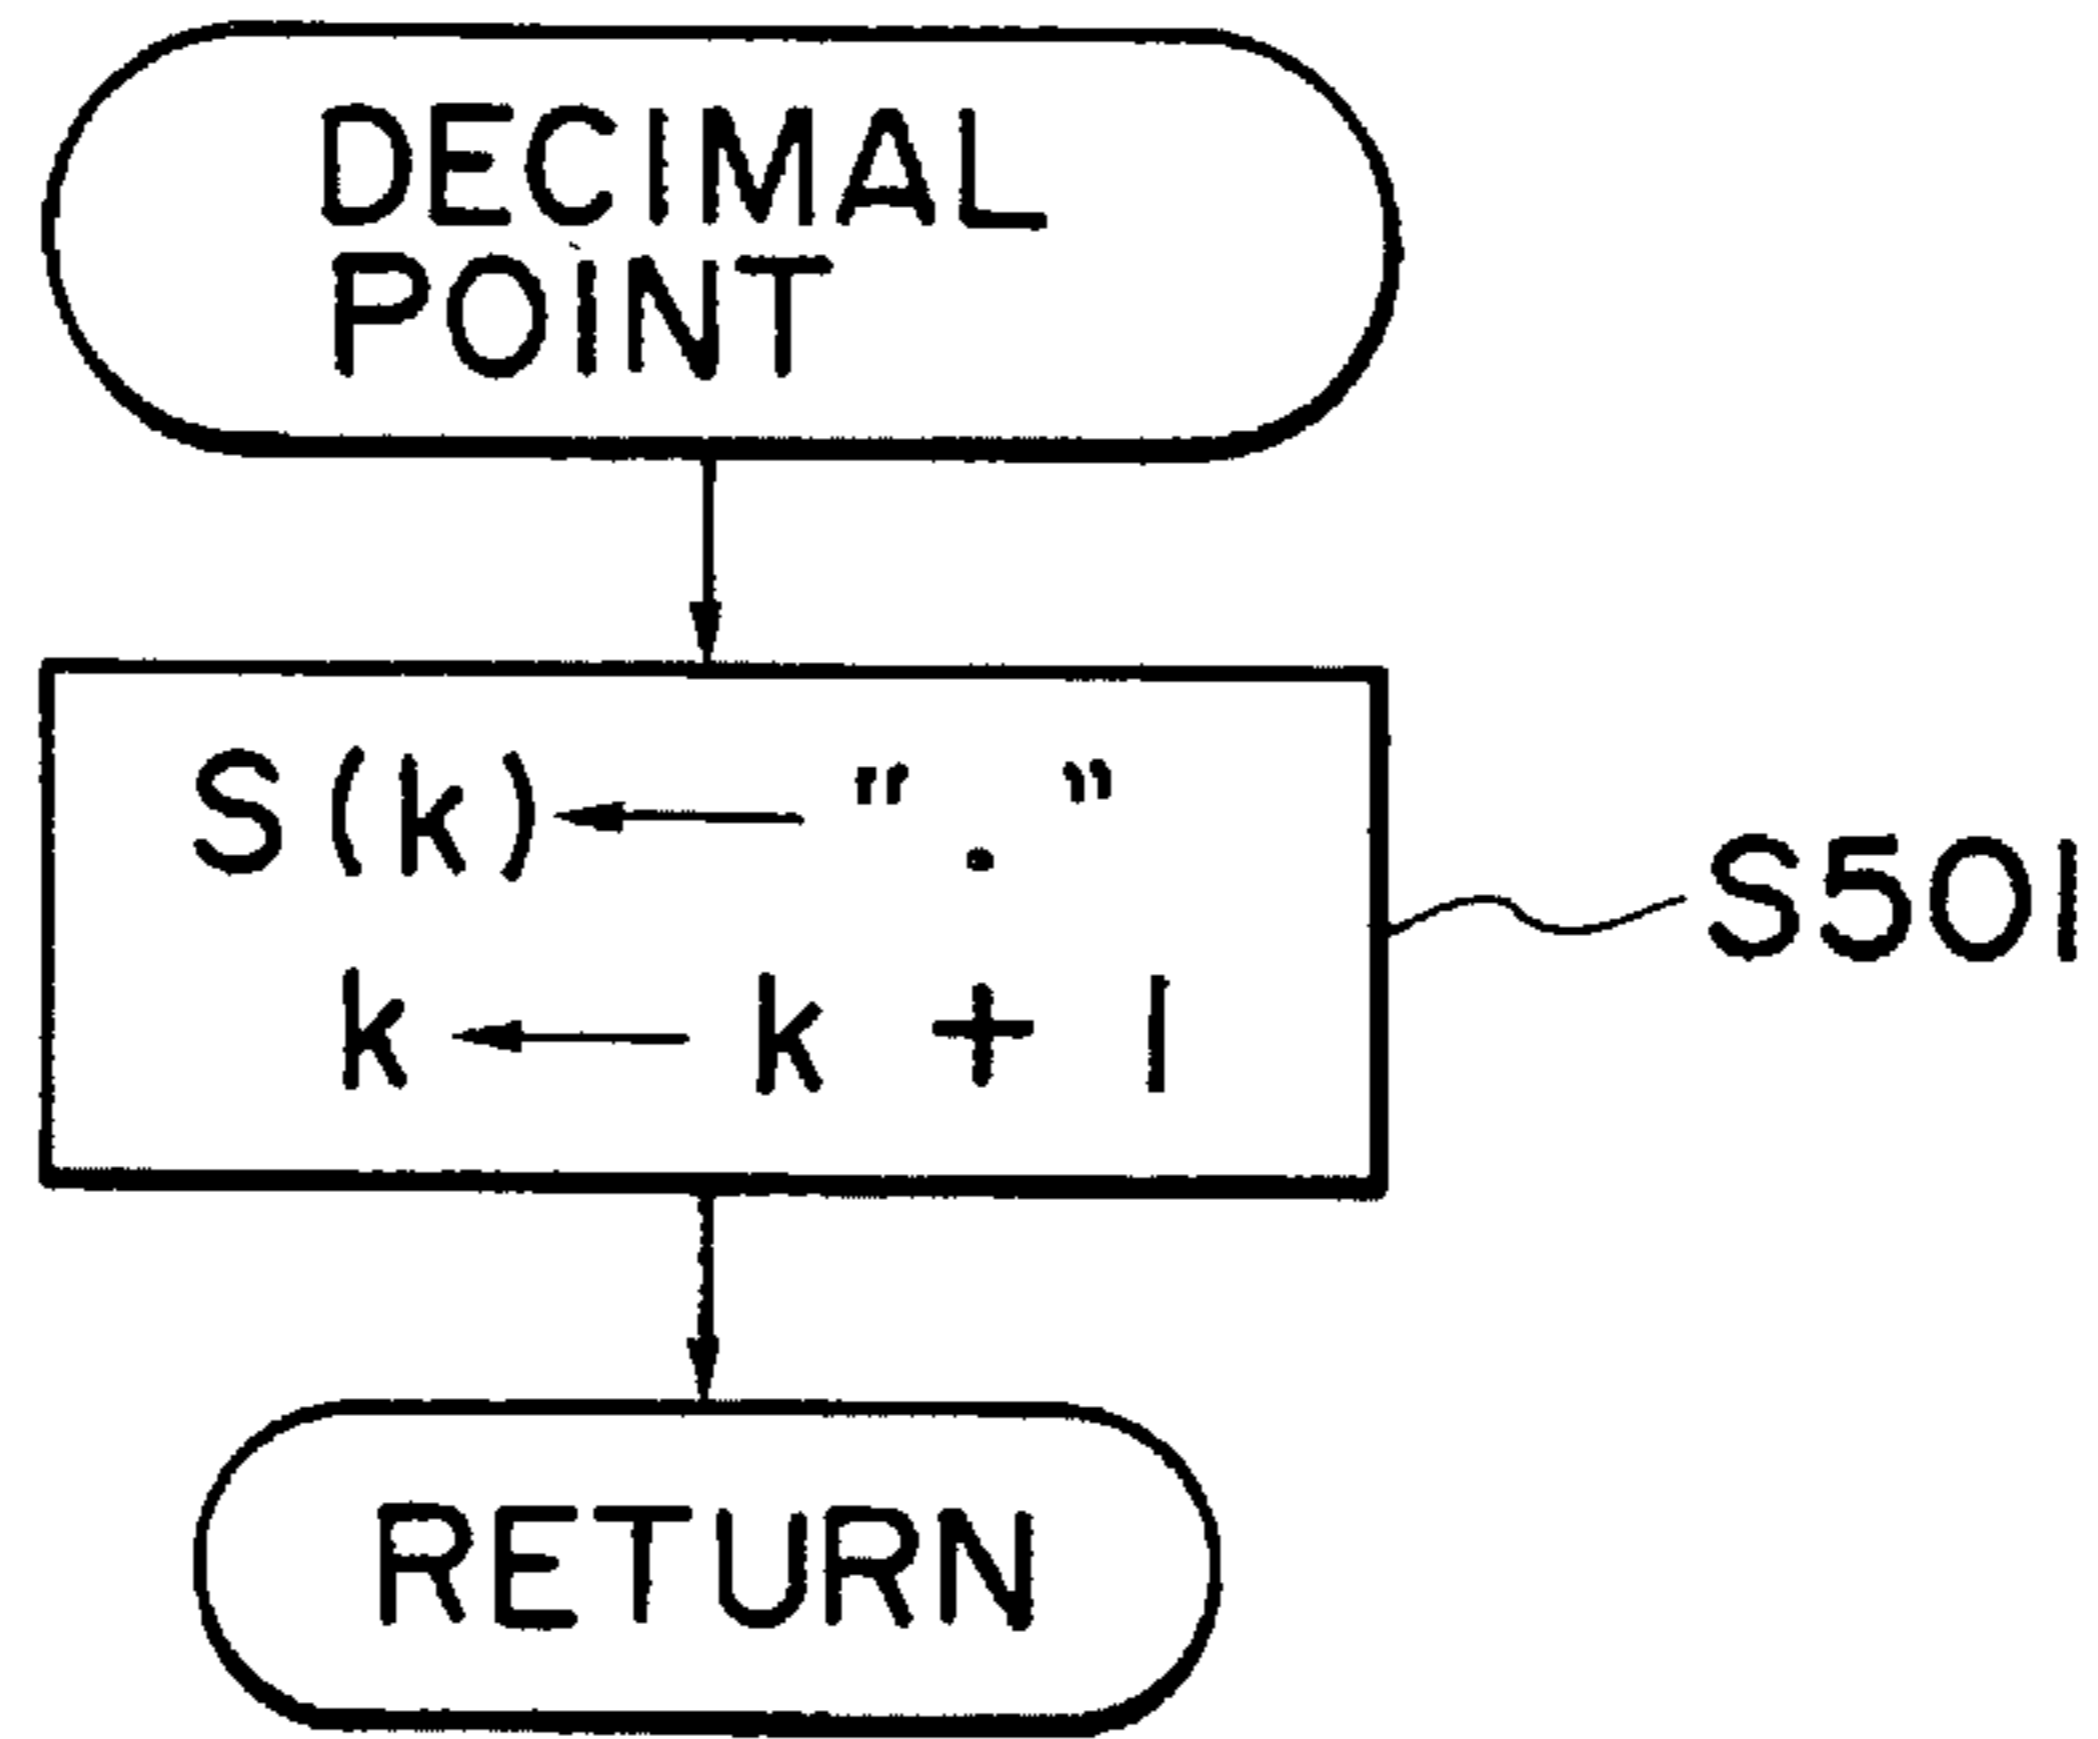 DECIMAL
POINT
S(k) ← " . "
k ← k + 1
S501
RETURN